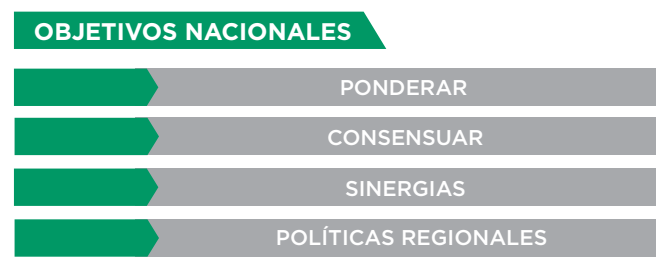 OBJETIVOS NACIONALES
PONDERAR
CONSENSUAR
SINERGIAS
POLÍTICAS REGIONALES